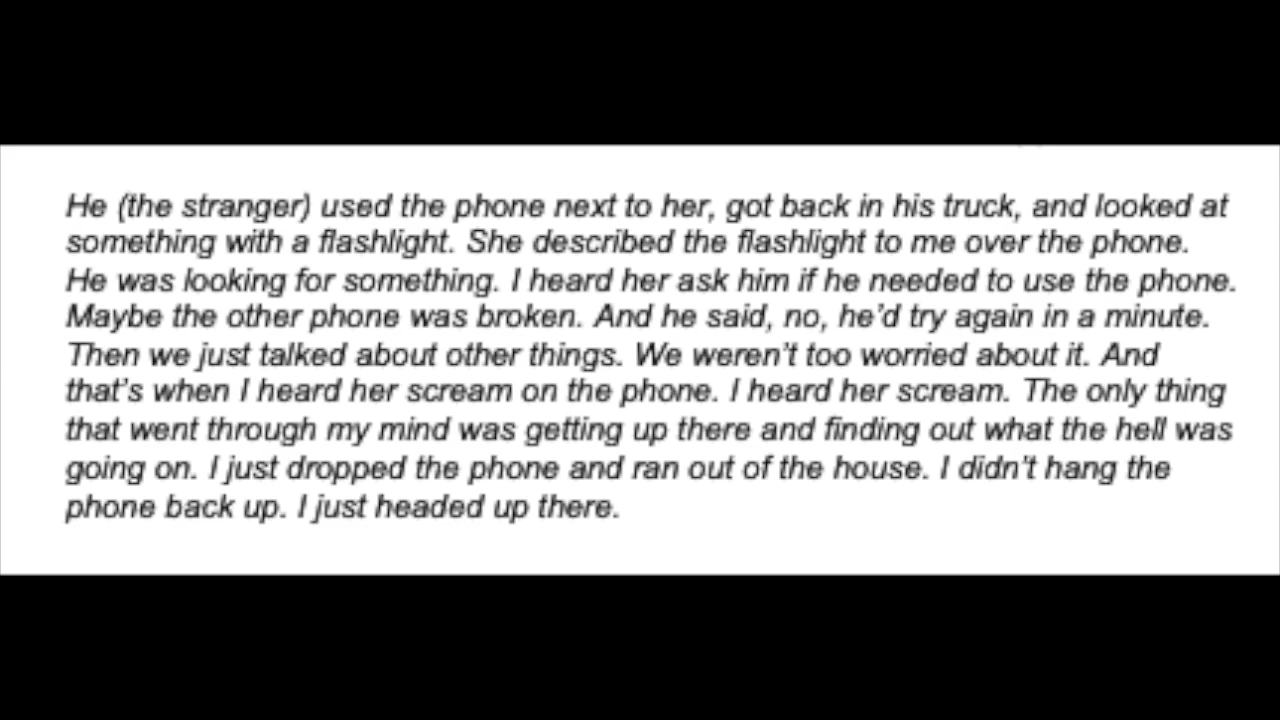 He (the stranger) used the phone next to her, got back in his truck, and looked at
something with a flashlight. She described the flashlight to me over the phone.
He was looking for something. I heard her ask him if he needed to use the phone.
Maybe the other phone was broken. And he said, no, he'd try again in a minute.
Then we just talked about other things. We weren't too worried about it. And
that's when I heard her scream on the phone. I heard her scream. The only thing
that went through my mind was getting up there and finding out what the hell was
going on. I just dropped the phone and ran out of the house. I didn't hang the
phone back up. I just headed up there.